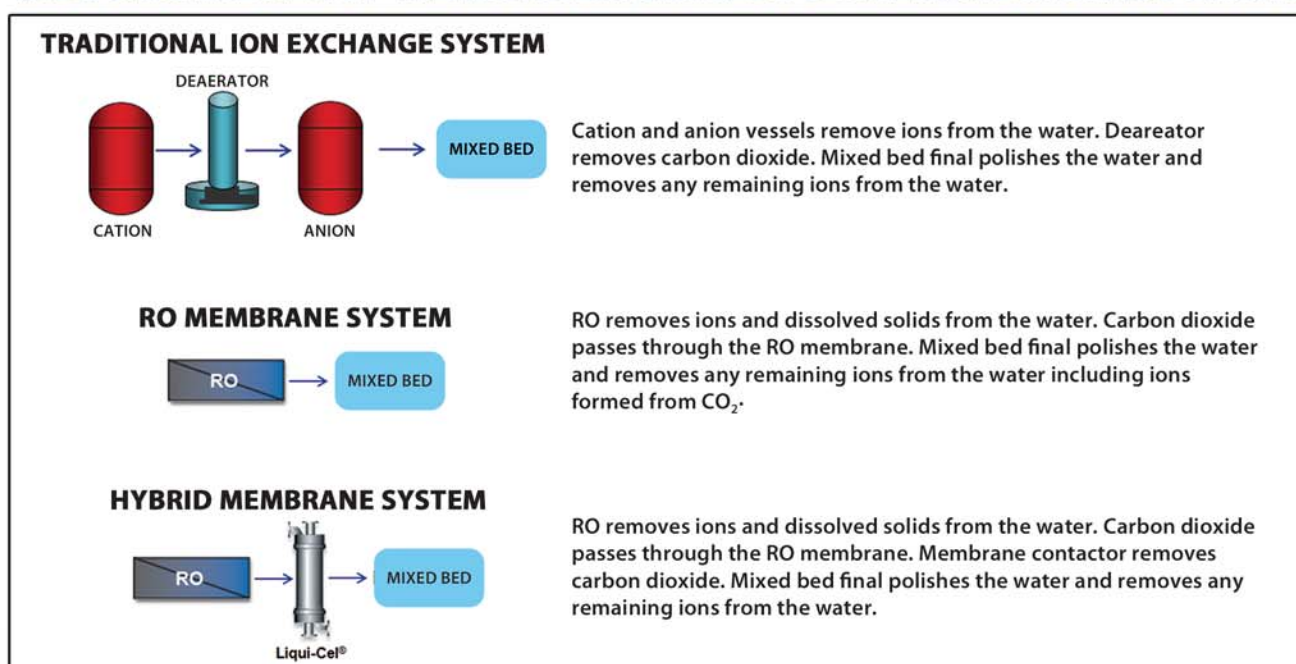 TRADITIONAL ION EXCHANGE SYSTEM
DEAERATOR
MIXED BED
CATION
ANION
Cation and anion vessels remove ions from the water. Deareator
removes carbon dioxide. Mixed bed final polishes the water and
removes any remaining ions from the water.
RO MEMBRANE SYSTEM
RO
MIXED BED
RO removes ions and dissolved solids from the water. Carbon dioxide
passes through the RO membrane. Mixed bed final polishes the water
and removes any remaining ions from the water including ions
formed from CO₂.
HYBRID MEMBRANE SYSTEM
RO
MIXED BED
Liqui-Cel®
RO removes ions and dissolved solids from the water. Carbon dioxide
passes through the RO membrane. Membrane contactor removes
carbon dioxide. Mixed bed final polishes the water and removes any
remaining ions from the water.